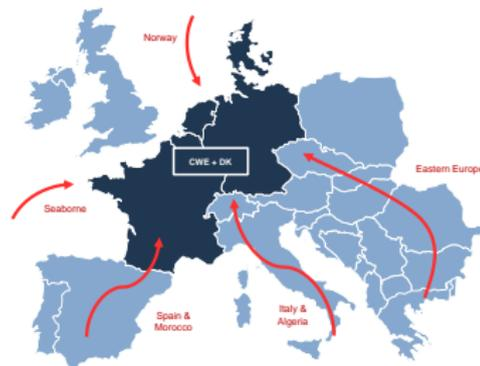 Norway
CWE + DK
Eastern Europe
Seaborne
Spain &
Morocco
Italy &
Algeria